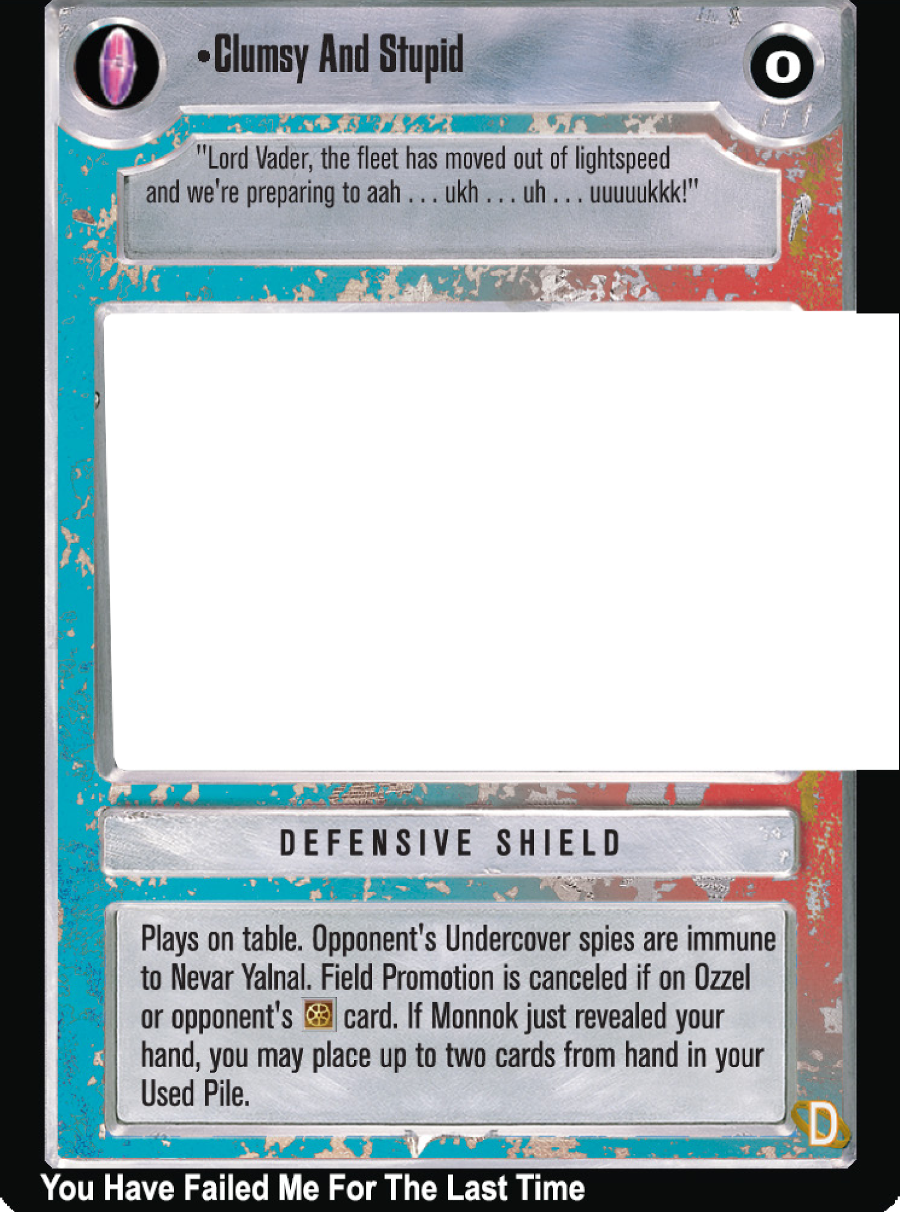 •Clumsy And Stupid
0
"Lord Vader, the fleet has moved out of lightspeed
and we're preparing to aah . . . ukh . . . uh . . . uuuuukkk!"
DEFENSIVE SHIELD
Plays on table. Opponent's Undercover spies are immune
to Nevar Yalnal. Field Promotion is canceled if on Ozzel
or opponent's card. If Monnok just revealed your
hand, you may place up to two cards from hand in your
Used Pile.
D
You Have Failed Me For The Last Time